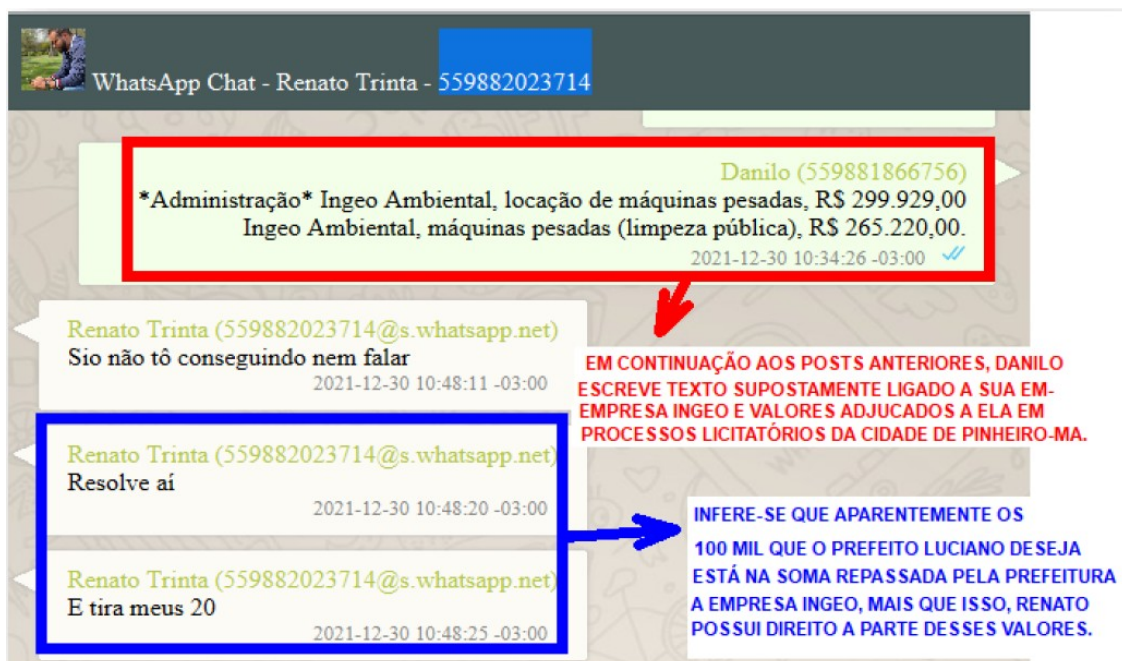 WhatsApp Chat - Renato Trinta - 559882023714
Danilo (559881866756)
*Administração* Ingeo Ambiental, locação de máquinas pesadas, R$ 299.929,00
Ingeo Ambiental, máquinas pesadas (limpeza pública), R$ 265.220,00.
2021-12-30 10:34:26 -03:00
Renato Trinta (559882023714@s.whatsapp.net)
Sio não tô conseguindo nem falar
2021-12-30 10:48:11 -03:00
EM CONTINUAÇÃO AOS POSTS ANTERIORES, DANILO
ESCREVE TEXTO SUPOSTAMENTE LIGADO A SUA EM-
EMPRESA INGEO E VALORES ADJUCADOS A ELA EM
PROCESSOS LICITATÓRIOS DA CIDADE DE PINHEIRO-MA.
Renato Trinta (559882023714@s.whatsapp.net)
Resolve aí
2021-12-30 10:48:20 -03:00
Renato Trinta (559882023714@s.whatsapp.net)
E tira meus 20
2021-12-30 10:48:25 -03:00
INFERE-SE QUE APARENTEMENTE OS
100 MIL QUE O PREFEITO LUCIANO DESEJA
ESTÁ NA SOMA REPASSADA PELA PREFEITURA
A EMPRESA INGEO, MAIS QUE ISSO, RENATO
POSSUI DIREITO A PARTE DESSES VALORES.